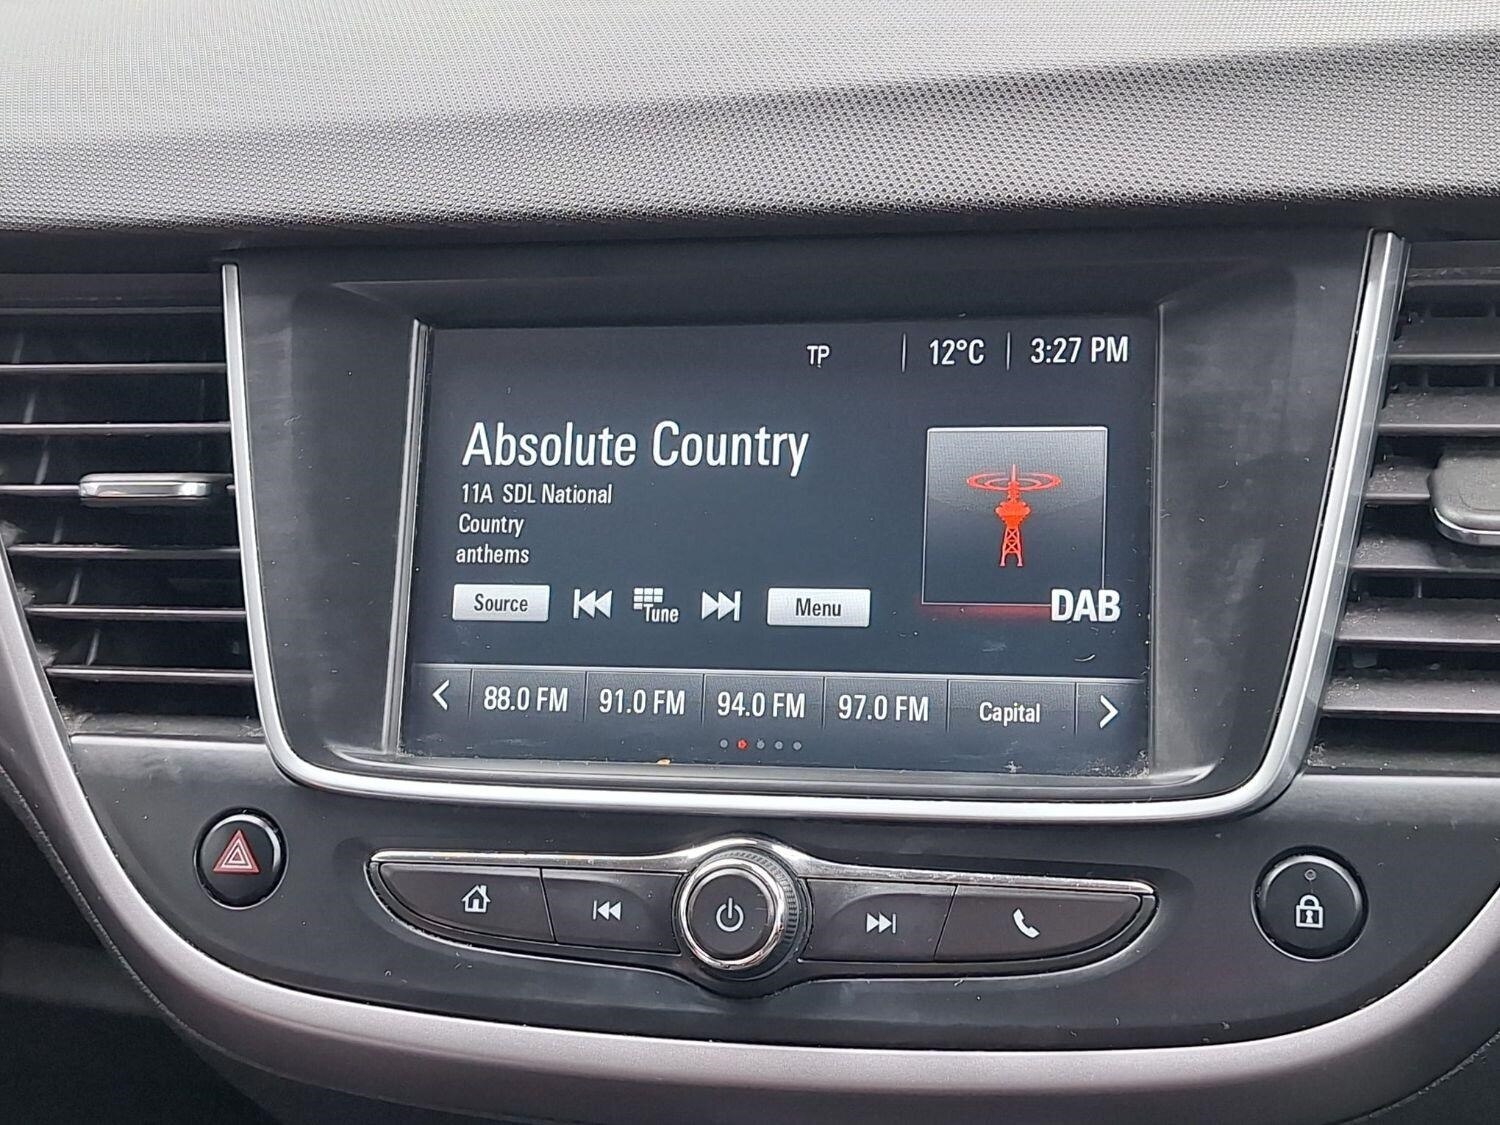 TP 12°C 3:27 PM
Absolute Country
11A SDL National
Country
anthems
Source Tune Menu
DAB
88.0 FM 91.0 FM 94.0 FM 97.0 FM Capital